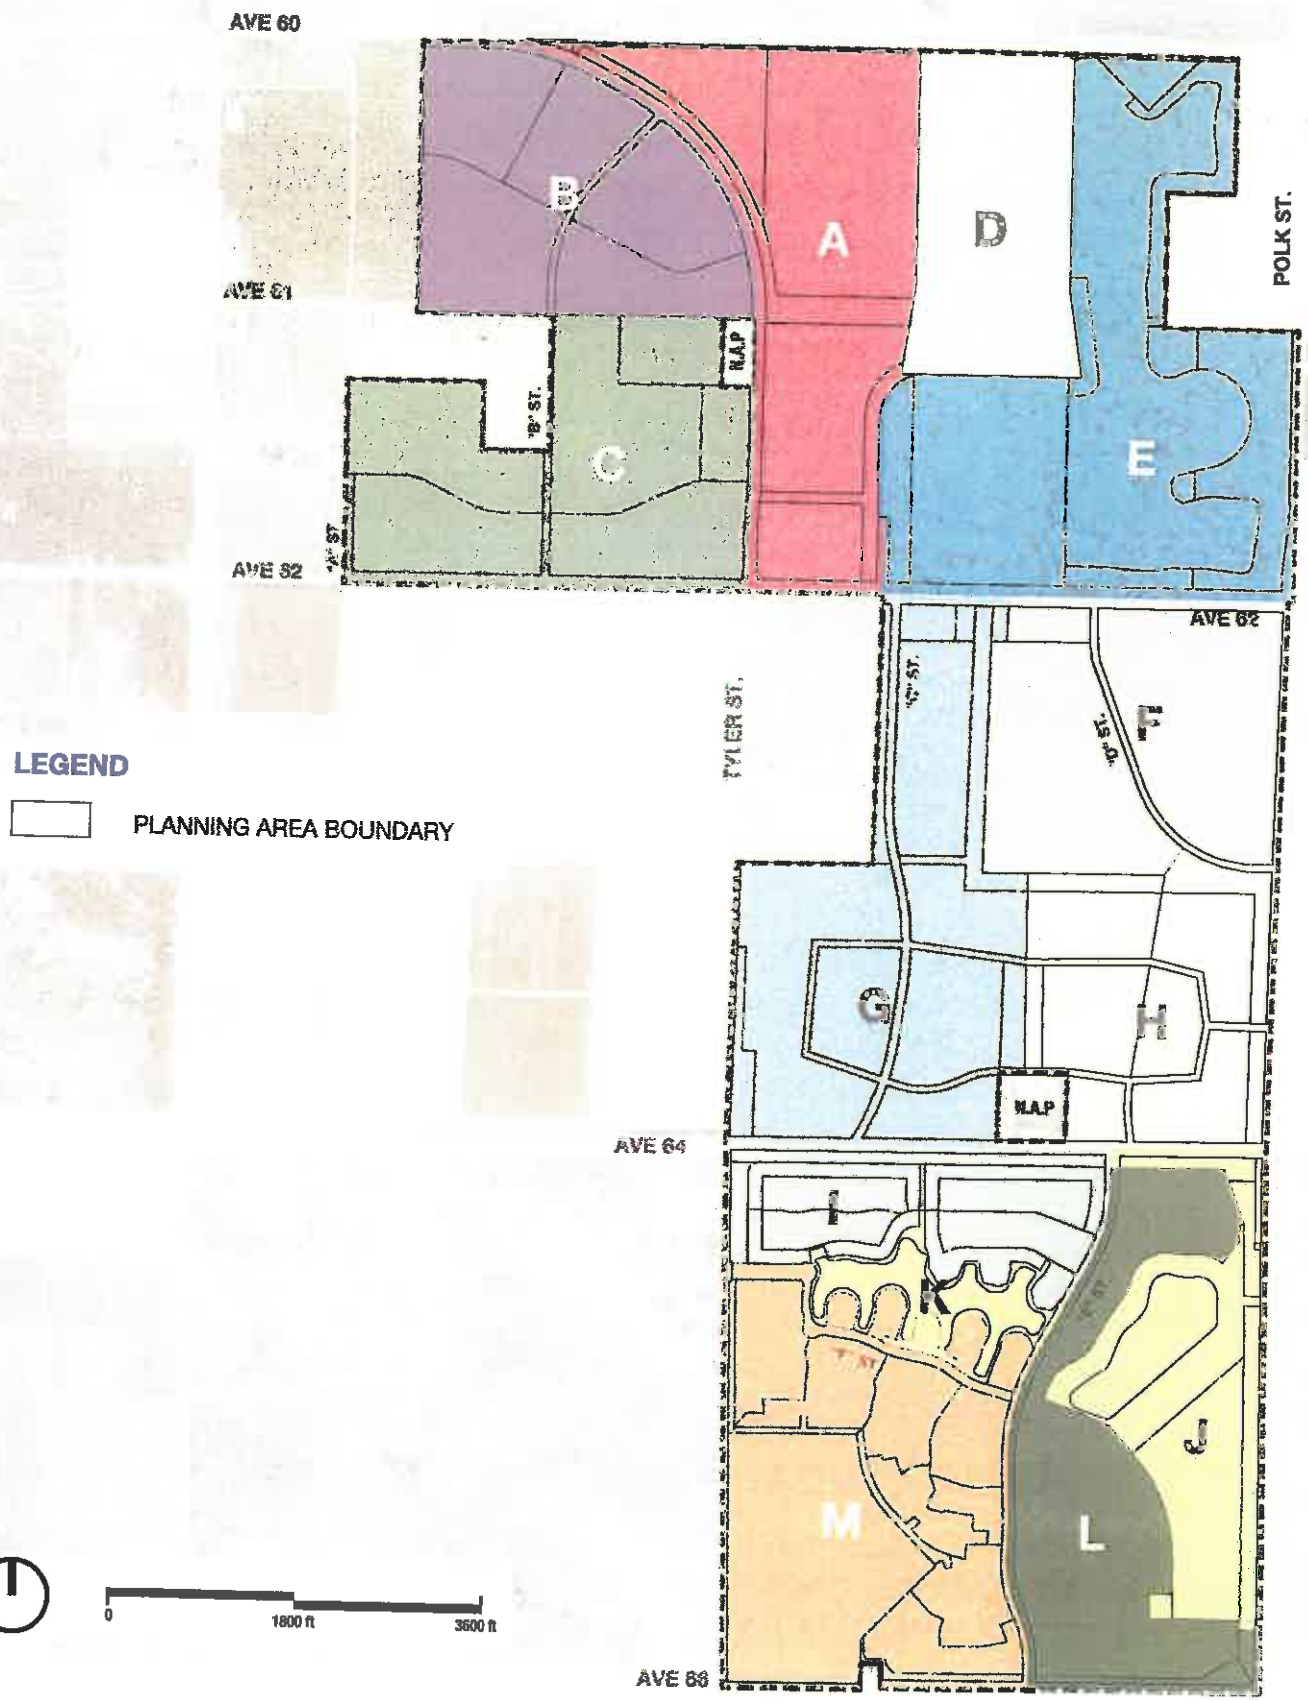 AVE 60
B
A
D
POLK ST.
AVE 61
N.A.P
"B" ST.
C
E
"A" ST
AVE 62
AVE 62
TYLER ST.
"C" ST.
"D" ST.
F
LEGEND
PLANNING AREA BOUNDARY
G
H
N.A.P
AVE 64
I
K
"F" ST
J
M
L
0
1800 ft
3600 ft
AVE 66